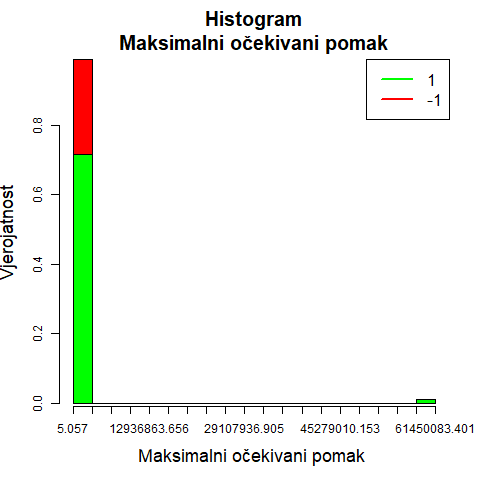 Histogram
Maksimalni očekivani pomak
1
-1
Vjerojatnost
0.8
0.6
0.4
0.2
0.0
5.057 12936863.656 29107936.905 45279010.153 61450083.401
Maksimalni očekivani pomak